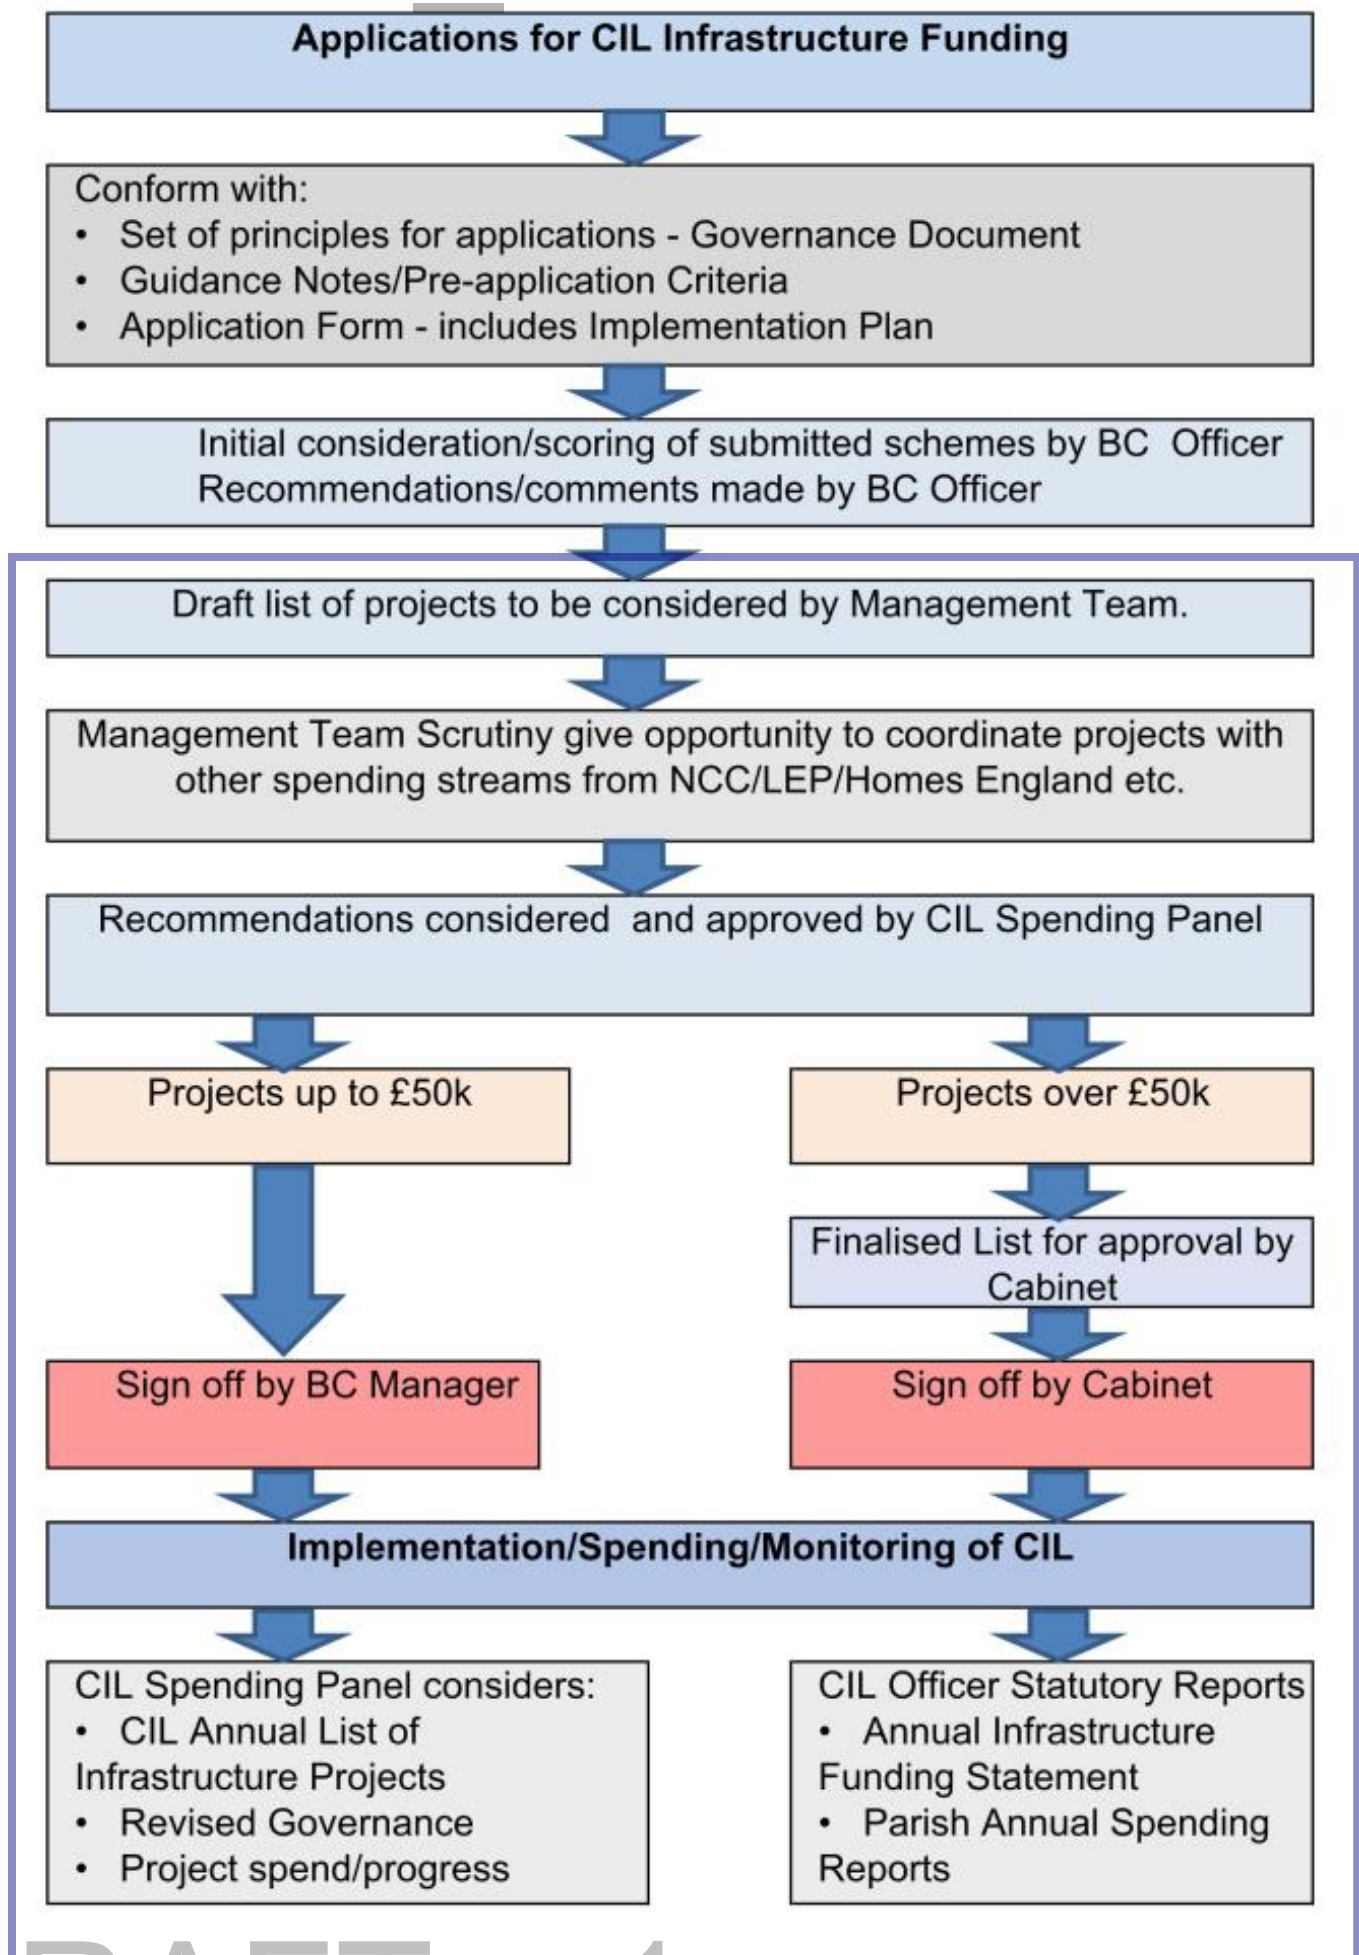 Applications for CIL Infrastructure Funding
Conform with:
• Set of principles for applications - Governance Document
• Guidance Notes/Pre-application Criteria
• Application Form - includes Implementation Plan
Initial consideration/scoring of submitted schemes by BC Officer
Recommendations/comments made by BC Officer
Draft list of projects to be considered by Management Team.
Management Team Scrutiny give opportunity to coordinate projects with
other spending streams from NCC/LEP/Homes England etc.
Recommendations considered and approved by CIL Spending Panel
Projects up to £50k
Projects over £50k
Finalised List for approval by
Cabinet
Sign off by BC Manager
Sign off by Cabinet
Implementation/Spending/Monitoring of CIL
CIL Spending Panel considers:
• CIL Annual List of
Infrastructure Projects
• Revised Governance
• Project spend/progress
CIL Officer Statutory Reports
• Annual Infrastructure
Funding Statement
• Parish Annual Spending
Reports